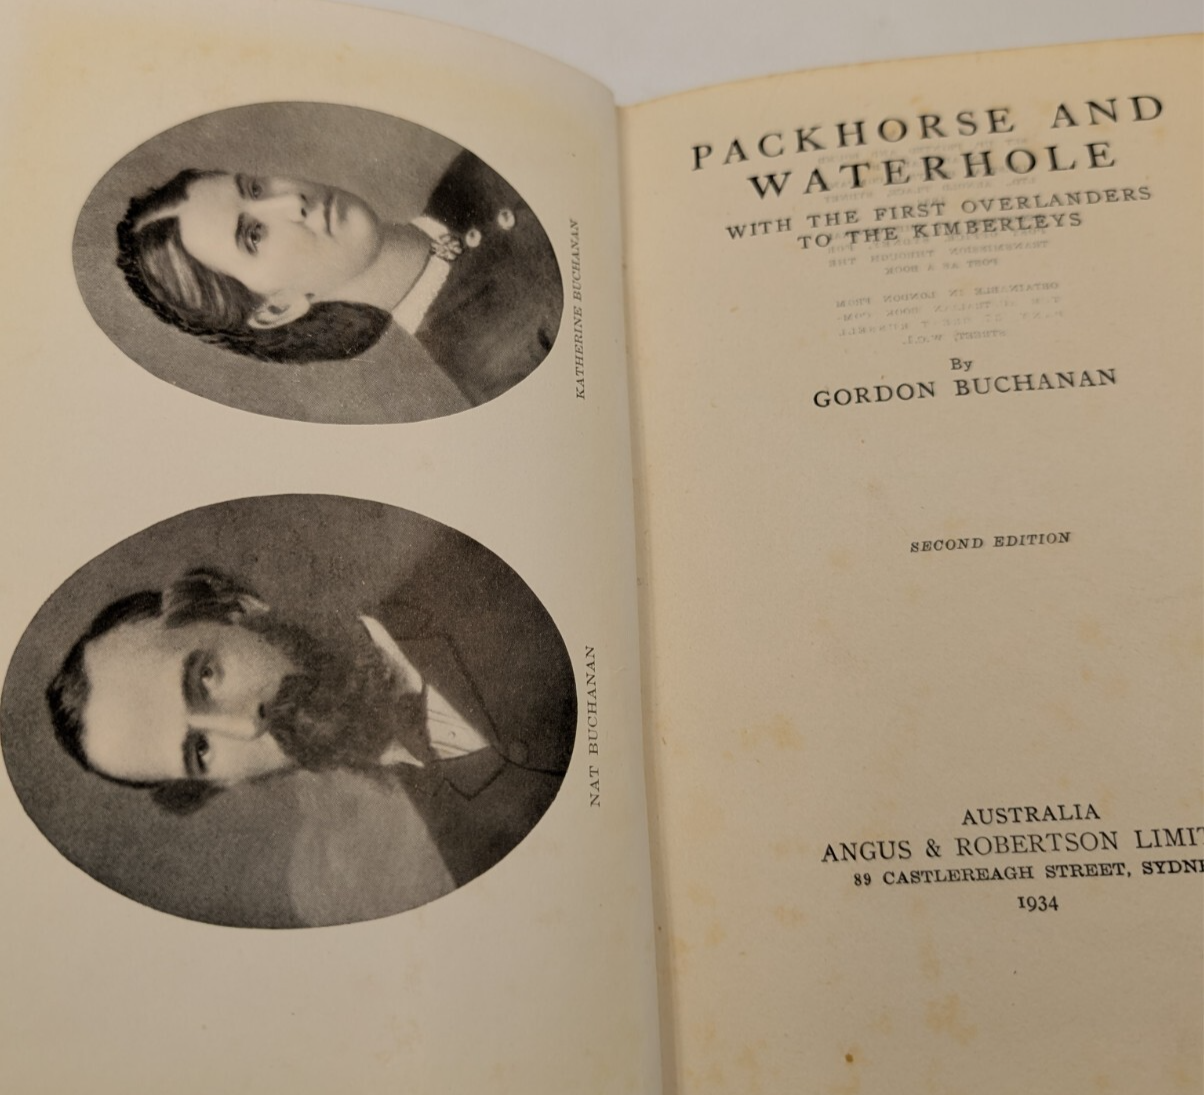 KATHERINE BUCHANAN
NAT BUCHANAN
PACKHORSE AND
WATERHOLE
WITH THE FIRST OVERLANDERS
TO THE KIMBERLEYS
By
GORDON BUCHANAN
SECOND EDITION
AUSTRALIA
ANGUS & ROBERTSON LIMIT
89 CASTLEREAGH STREET, SYDNE
1934